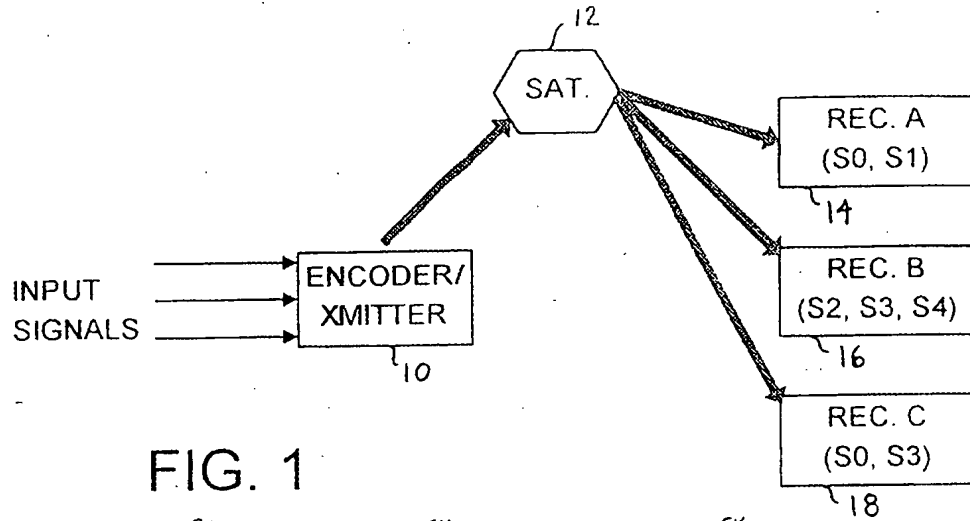 12
SAT.
REC. A
(S0, S1)
14
INPUT
SIGNALS
ENCODER/
XMITTER
10
REC. B
(S2, S3, S4)
16
REC. C
(S0, S3)
18
FIG. 1